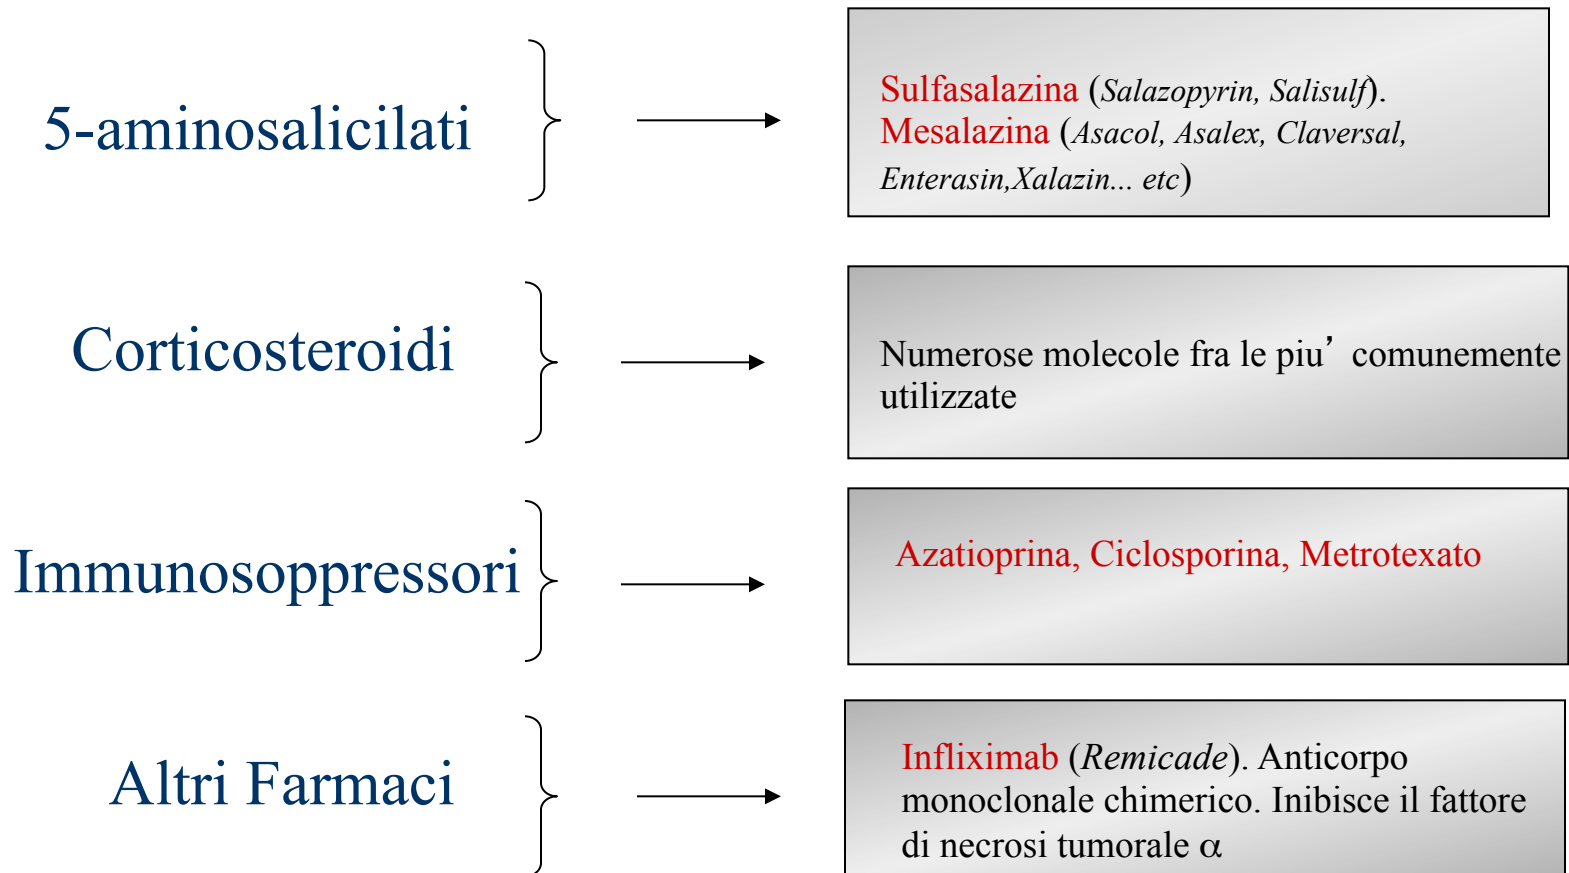 5-aminosalicilati
Sulfasalazina (Salazopyrin, Salisulf).
Mesalazina (Asacol, Asalex, Claversal,
Enterasin,Xalazin... etc)
Corticosteroidi
Numerose molecole fra le piu’ comunemente
utilizzate
Immunosoppressori
Azatioprina, Ciclosporina, Metrotexato
Altri Farmaci
Infliximab (Remicade). Anticorpo
monoclonale chimerico. Inibisce il fattore
di necrosi tumorale α